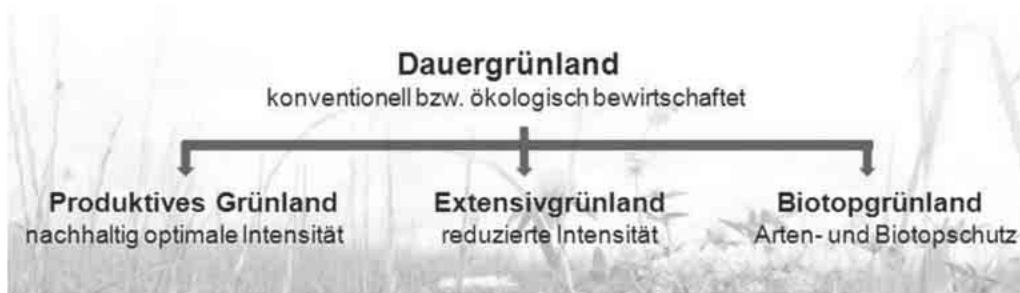 Dauergrünland
konventionell bzw. ökologisch bewirtschaftet
Produktives Grünland
nachhaltig optimale Intensität
Extensivgrünland
reduzierte Intensität
Biotopgrünland
Arten- und Biotopschutz